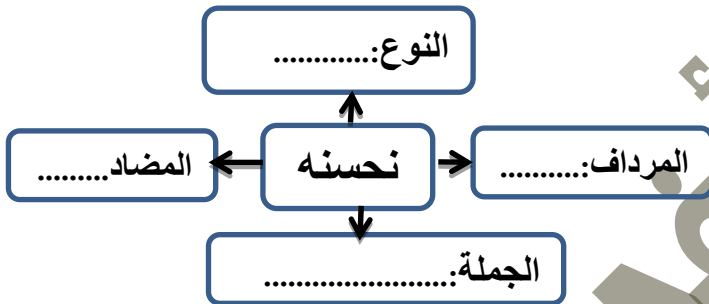 النوع:............
المرداف:..........
نحسنه
المضاد.........
الجملة:.......................